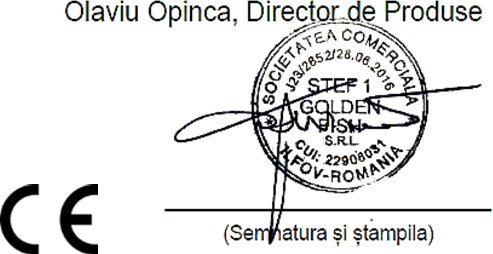 Olaviu Opinca, Director de Produse
SOCIETATEA COMERCIALA
J23/2852/28.06.2016
STEF 1
GOLDEN
FISH
S.R.L.
CUI: 22908031
ILFOV-ROMANIA
CE
(Semnatura și ștampila)